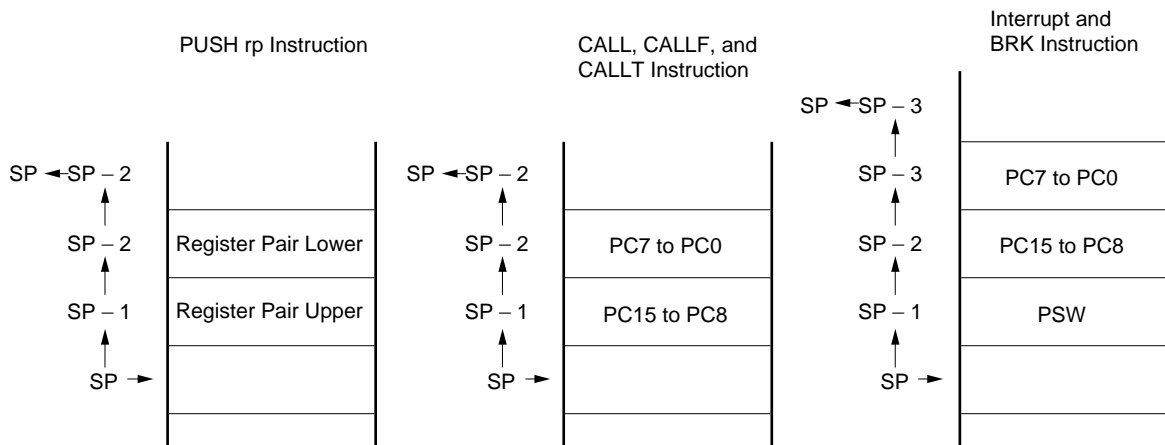 PUSH rp Instruction
CALL, CALLF, and
CALLT Instruction
Interrupt and
BRK Instruction
SP SP – 2
SP – 2 Register Pair Lower
SP – 1 Register Pair Upper
SP
SP SP – 2
SP – 2 PC7 to PC0
SP – 1 PC15 to PC8
SP
SP SP – 3
SP – 3 PC7 to PC0
SP – 2 PC15 to PC8
SP – 1 PSW
SP